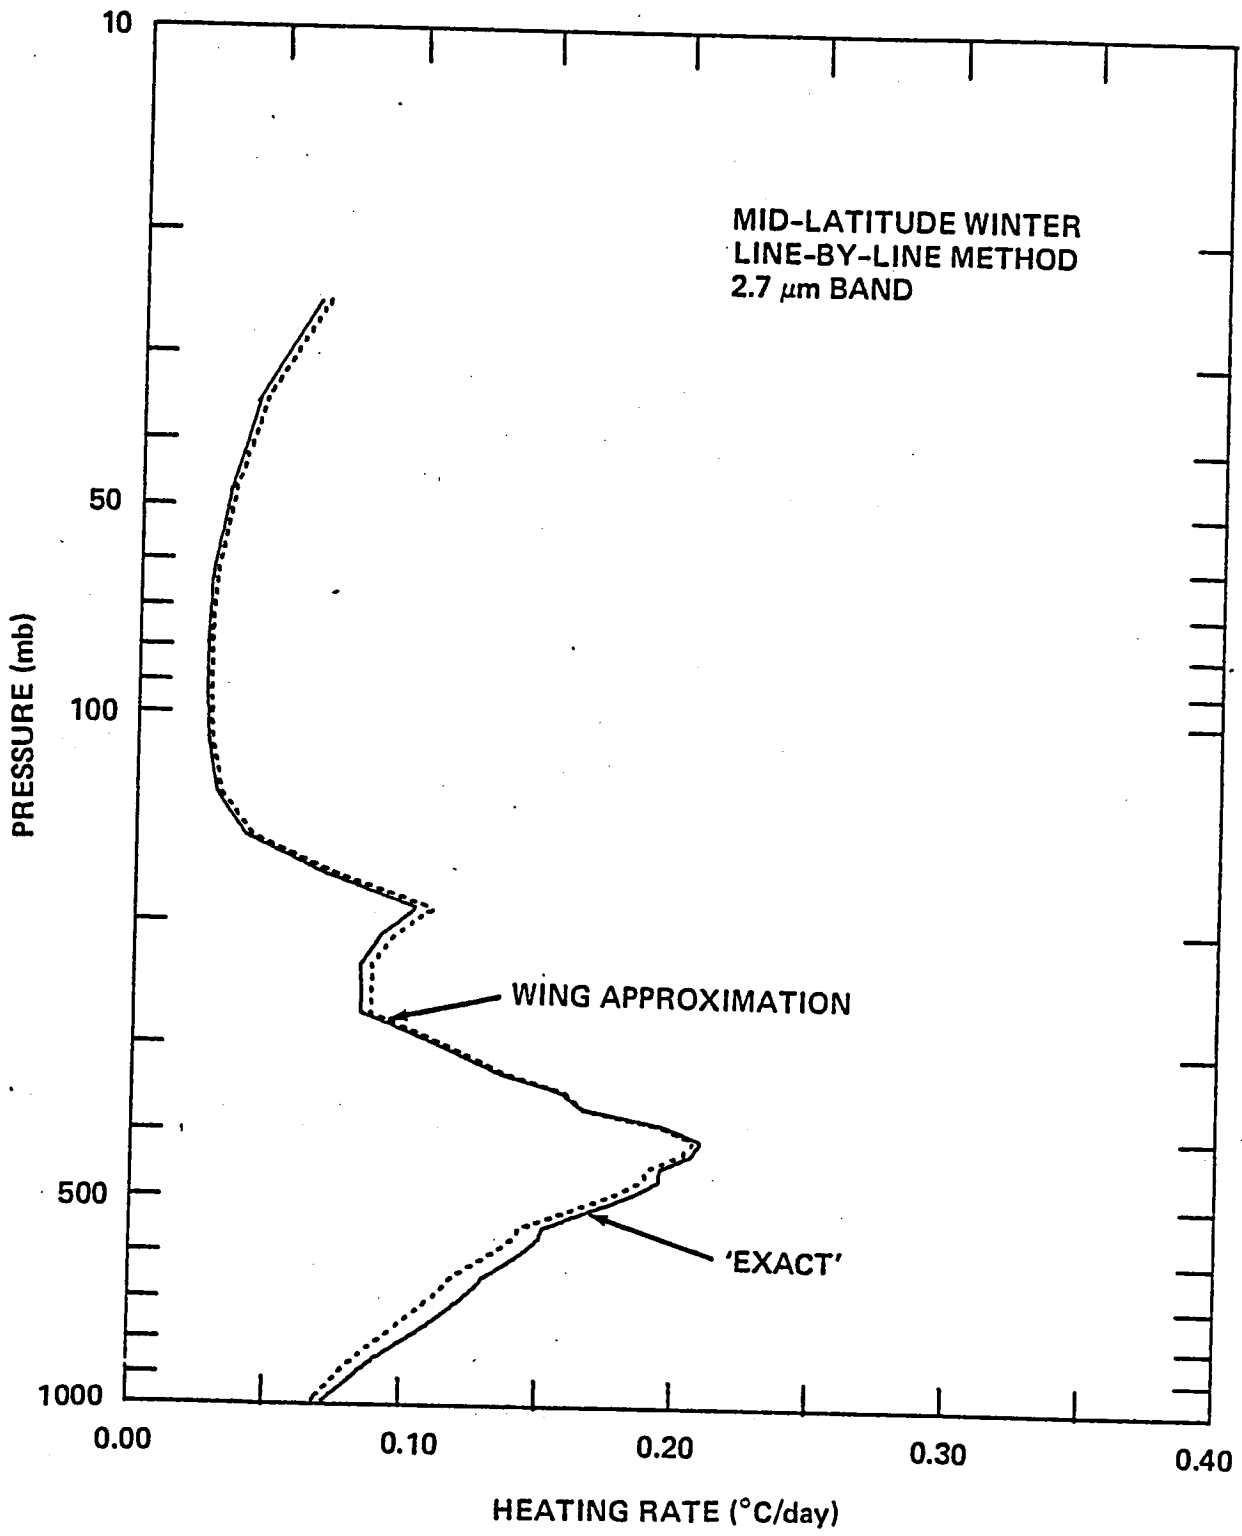 10
MID-LATITUDE WINTER
LINE-BY-LINE METHOD
2.7 μm BAND
50
PRESSURE (mb)
100
WING APPROXIMATION
500
'EXACT'
1000
0.00 0.10 0.20 0.30 0.40
HEATING RATE (°C/day)